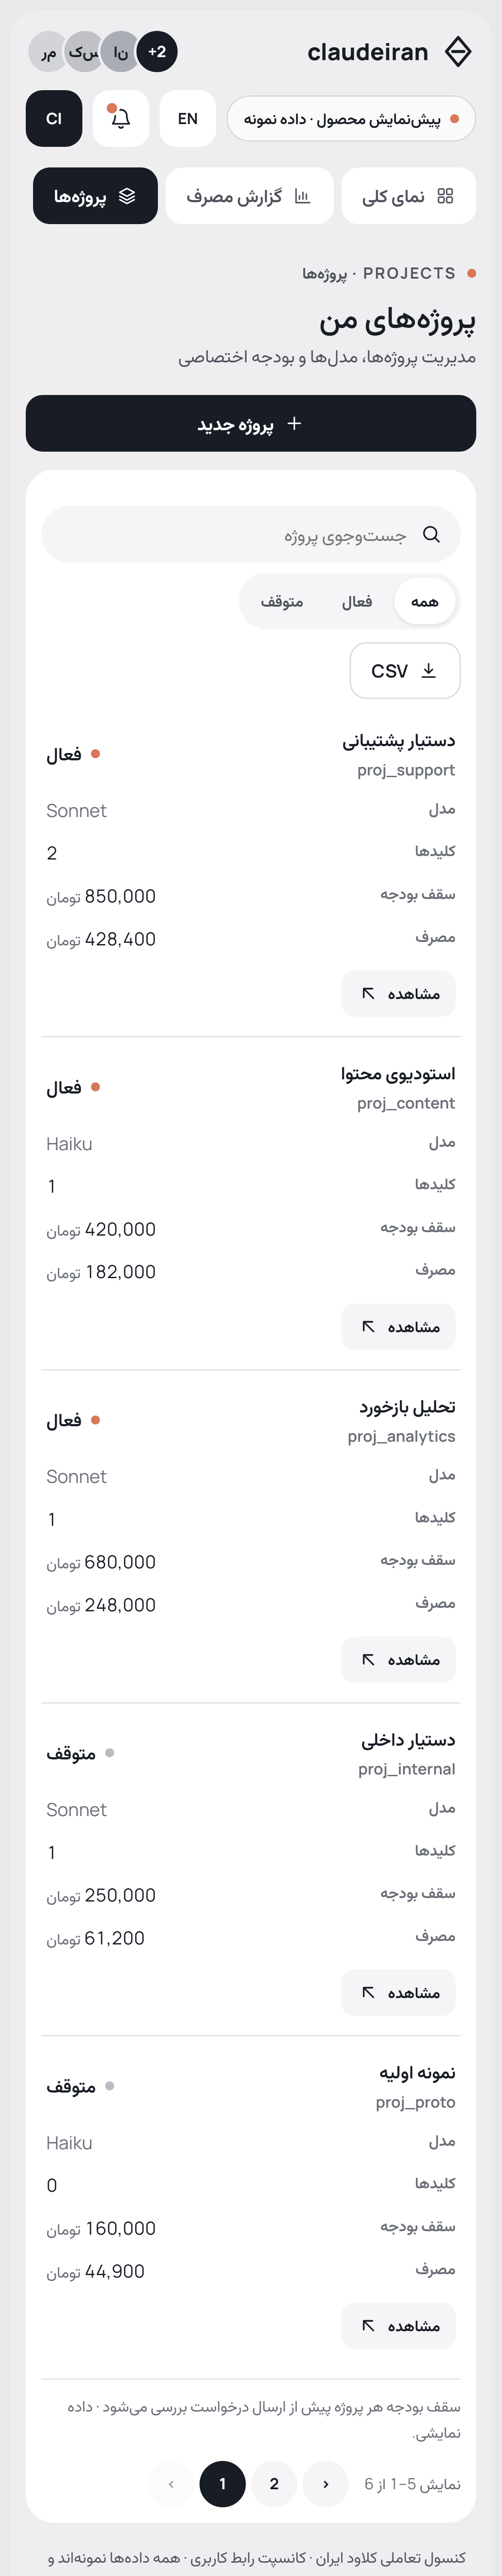 claudeiran
+2
نا
سک
م‌ر
پیش‌نمایش محصول · داده نمونه
EN
CI
نمای کلی
گزارش مصرف
پروژه‌ها
PROJECTS · پروژه‌ها
پروژه‌های من
مدیریت پروژه‌ها، مدل‌ها و بودجه اختصاصی
پروژه جدید
جست‌وجوی پروژه
همه
فعال
متوقف
CSV
دستیار پشتیبانی
فعال
proj_support
مدل Sonnet
کلیدها 2
سقف بودجه 850,000 تومان
مصرف 428,400 تومان
مشاهده
استودیوی محتوا
فعال
proj_content
مدل Haiku
کلیدها 1
سقف بودجه 420,000 تومان
مصرف 182,000 تومان
مشاهده
تحلیل بازخورد
فعال
proj_analytics
مدل Sonnet
کلیدها 1
سقف بودجه 680,000 تومان
مصرف 248,000 تومان
مشاهده
دستیار داخلی
متوقف
proj_internal
مدل Sonnet
کلیدها 1
سقف بودجه 250,000 تومان
مصرف 61,200 تومان
مشاهده
نمونه اولیه
متوقف
proj_proto
مدل Haiku
کلیدها 0
سقف بودجه 160,000 تومان
مصرف 44,900 تومان
مشاهده
سقف بودجه هر پروژه پیش از ارسال درخواست بررسی می‌شود · داده
نمایشی.
نمایش 1–5 از 6
› 2 1 ‹
کنسول تعاملی کلاود ایران · کانسپت رابط کاربری · همه داده‌ها نمونه‌اند و